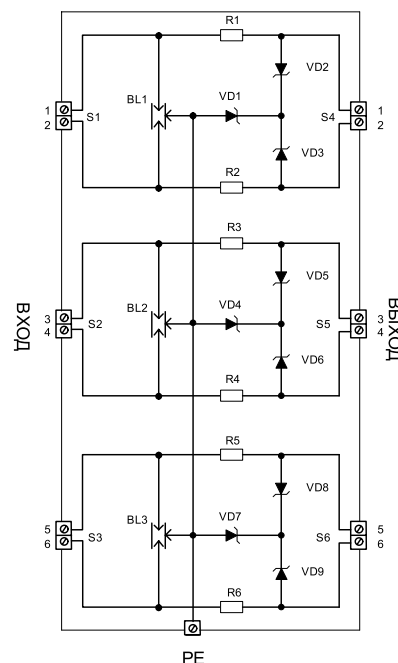 R1
VD2
BL1
VD1
1
2
S1
S4
1
2
VD3
R2
R3
VD5
BL2
VD4
ВХОД
3
4
S2
S5
3
4
ВЫХОД
VD6
R4
R5
VD8
BL3
VD7
5
6
S3
S6
5
6
VD9
R6
PE